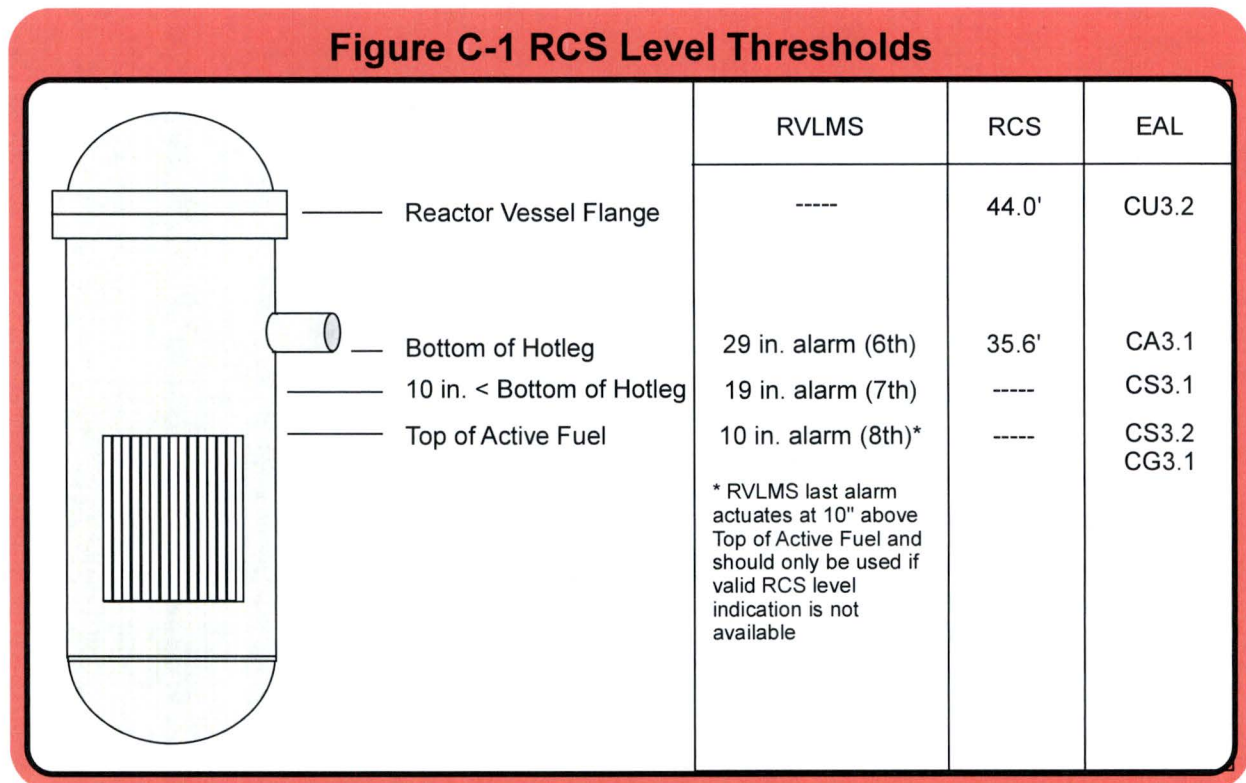 Figure C-1 RCS Level Thresholds
RVLMS RCS EAL
Reactor Vessel Flange ----- 44.0' CU3.2
Bottom of Hotleg 29 in. alarm (6th) 35.6' CA3.1
10 in. < Bottom of Hotleg 19 in. alarm (7th) ----- CS3.1
Top of Active Fuel 10 in. alarm (8th)* ----- CS3.2
CG3.1
* RVLMS last alarm
actuates at 10" above
Top of Active Fuel and
should only be used if
valid RCS level
indication is not
available